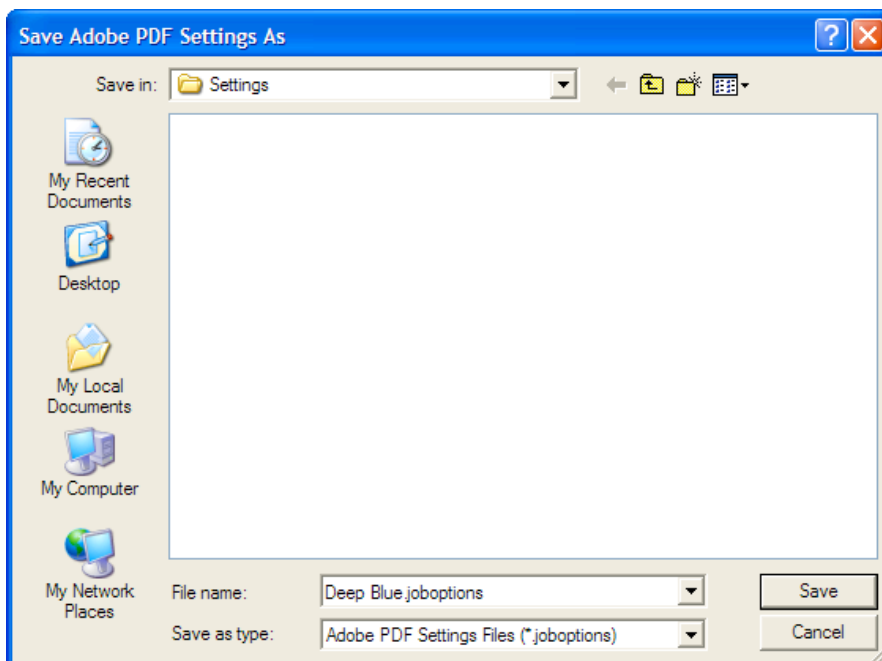 Save Adobe PDF Settings As
Save in:
Settings
My Recent
Documents
Desktop
My Local
Documents
My Computer
My Network
Places
File name:
Deep Blue.joboptions
Save
Save as type:
Adobe PDF Settings Files (*.joboptions)
Cancel